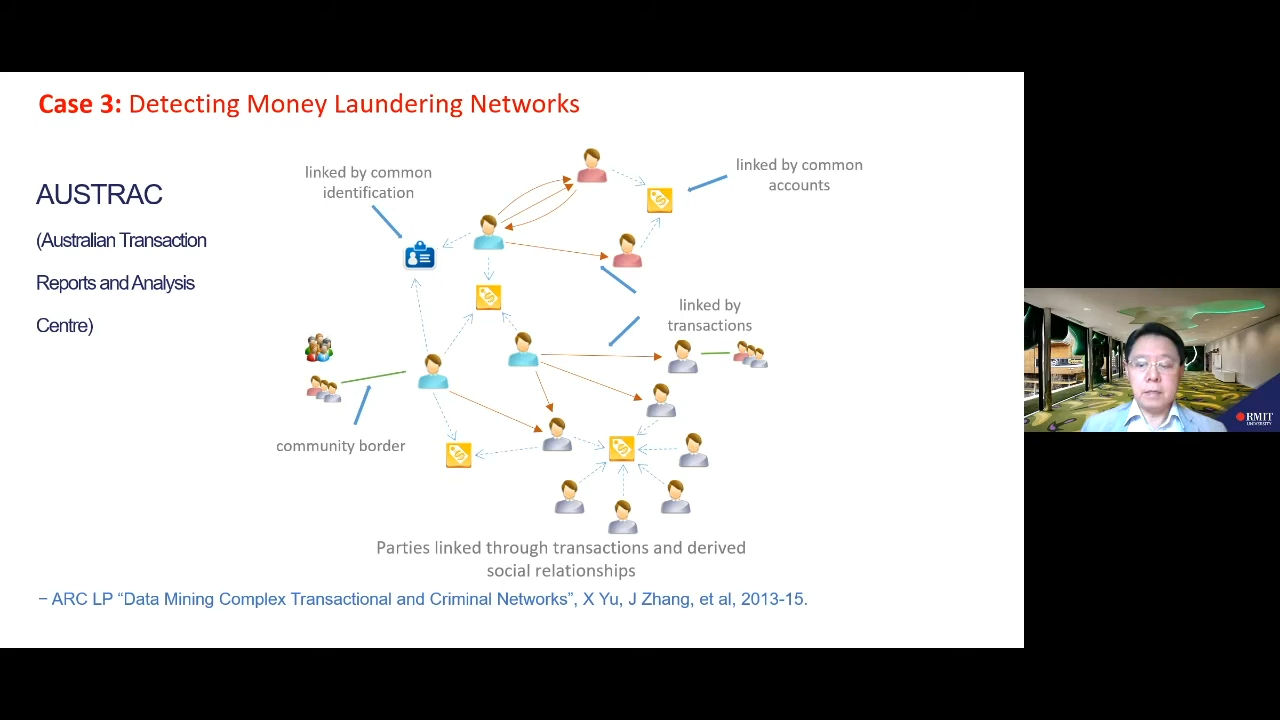 Case 3: Detecting Money Laundering Networks
AUSTRAC
(Australian Transaction
Reports and Analysis
Centre)
linked by common
identification
linked by common
accounts
linked by
transactions
community border
Parties linked through transactions and derived
social relationships
− ARC LP “Data Mining Complex Transactional and Criminal Networks”, X Yu, J Zhang, et al, 2013-15.
RMIT
UNIVERSITY